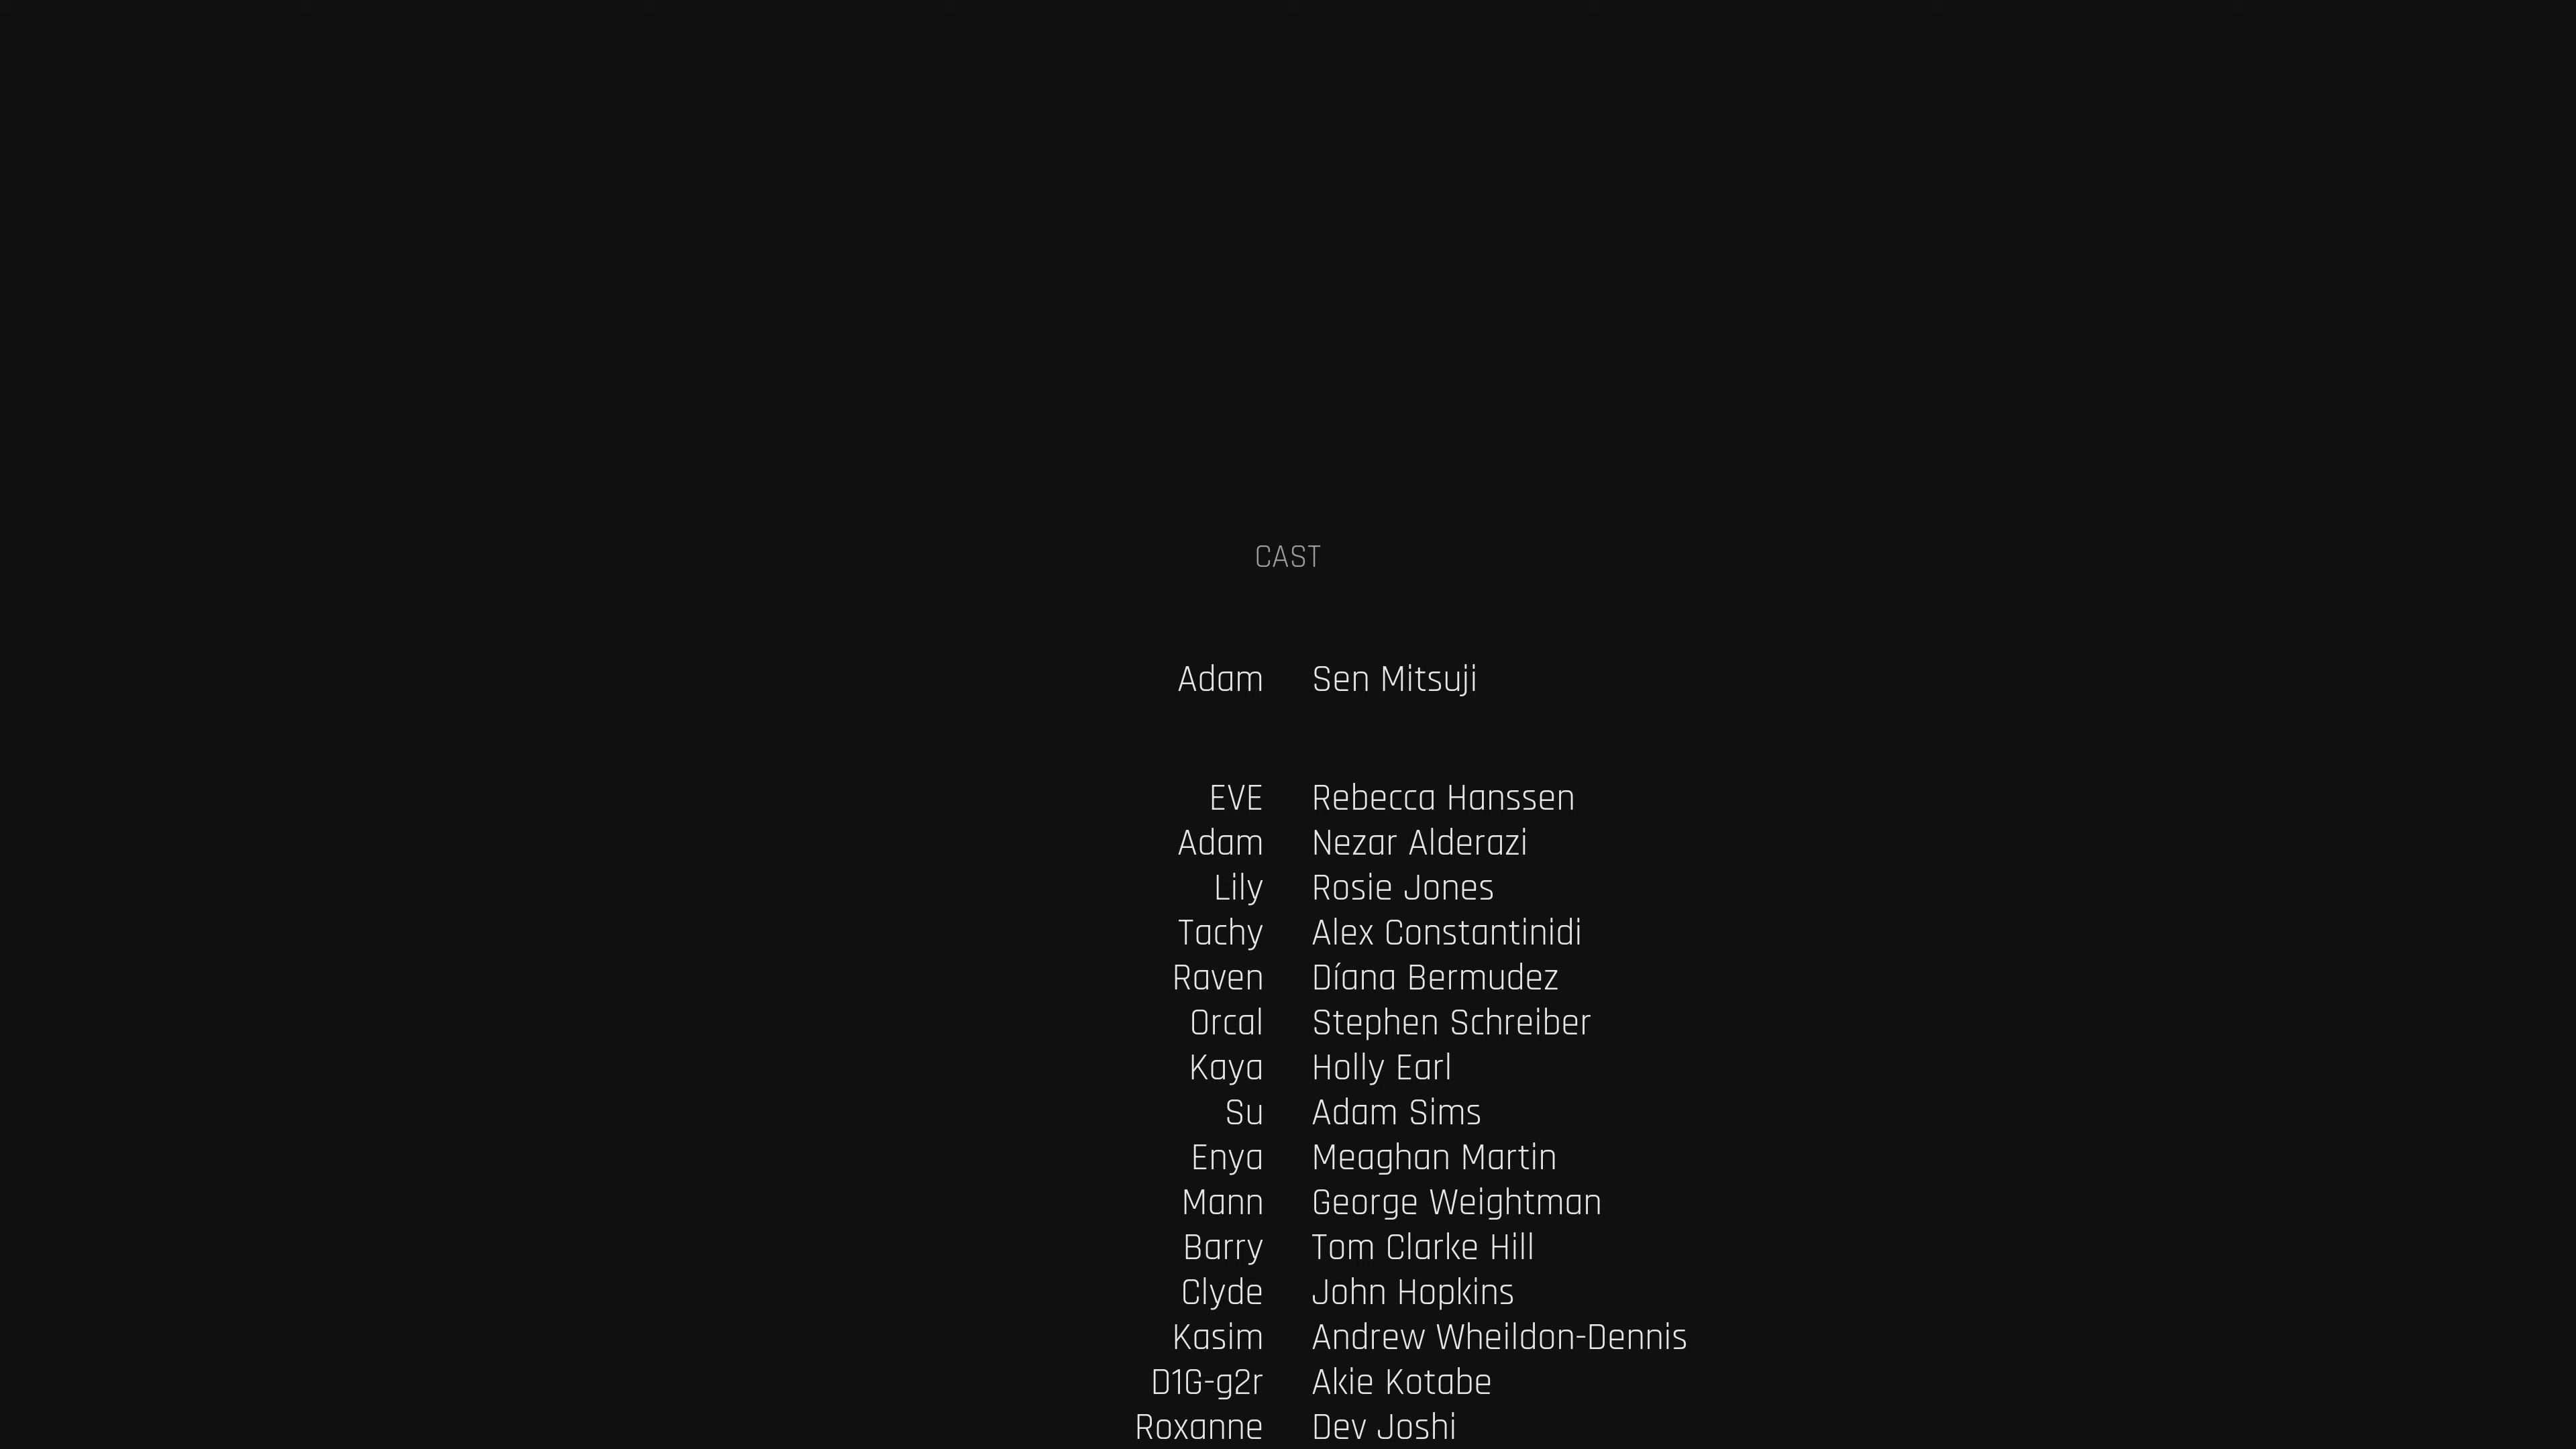 CAST
Adam Sen Mitsuji
EVE Rebecca Hanssen
Adam Nezar Alderazi
Lily Rosie Jones
Tachy Alex Constantinidi
Raven Díana Bermudez
Orcal Stephen Schreiber
Kaya Holly Earl
Su Adam Sims
Enya Meaghan Martin
Mann George Weightman
Barry Tom Clarke Hill
Clyde John Hopkins
Kasim Andrew Wheildon-Dennis
D1G-g2r Akie Kotabe
Roxanne Dev Joshi